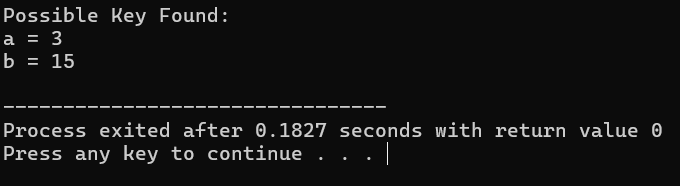 Possible Key Found:
a = 3
b = 15
--------------------------------
Process exited after 0.1827 seconds with return value 0
Press any key to continue . . .